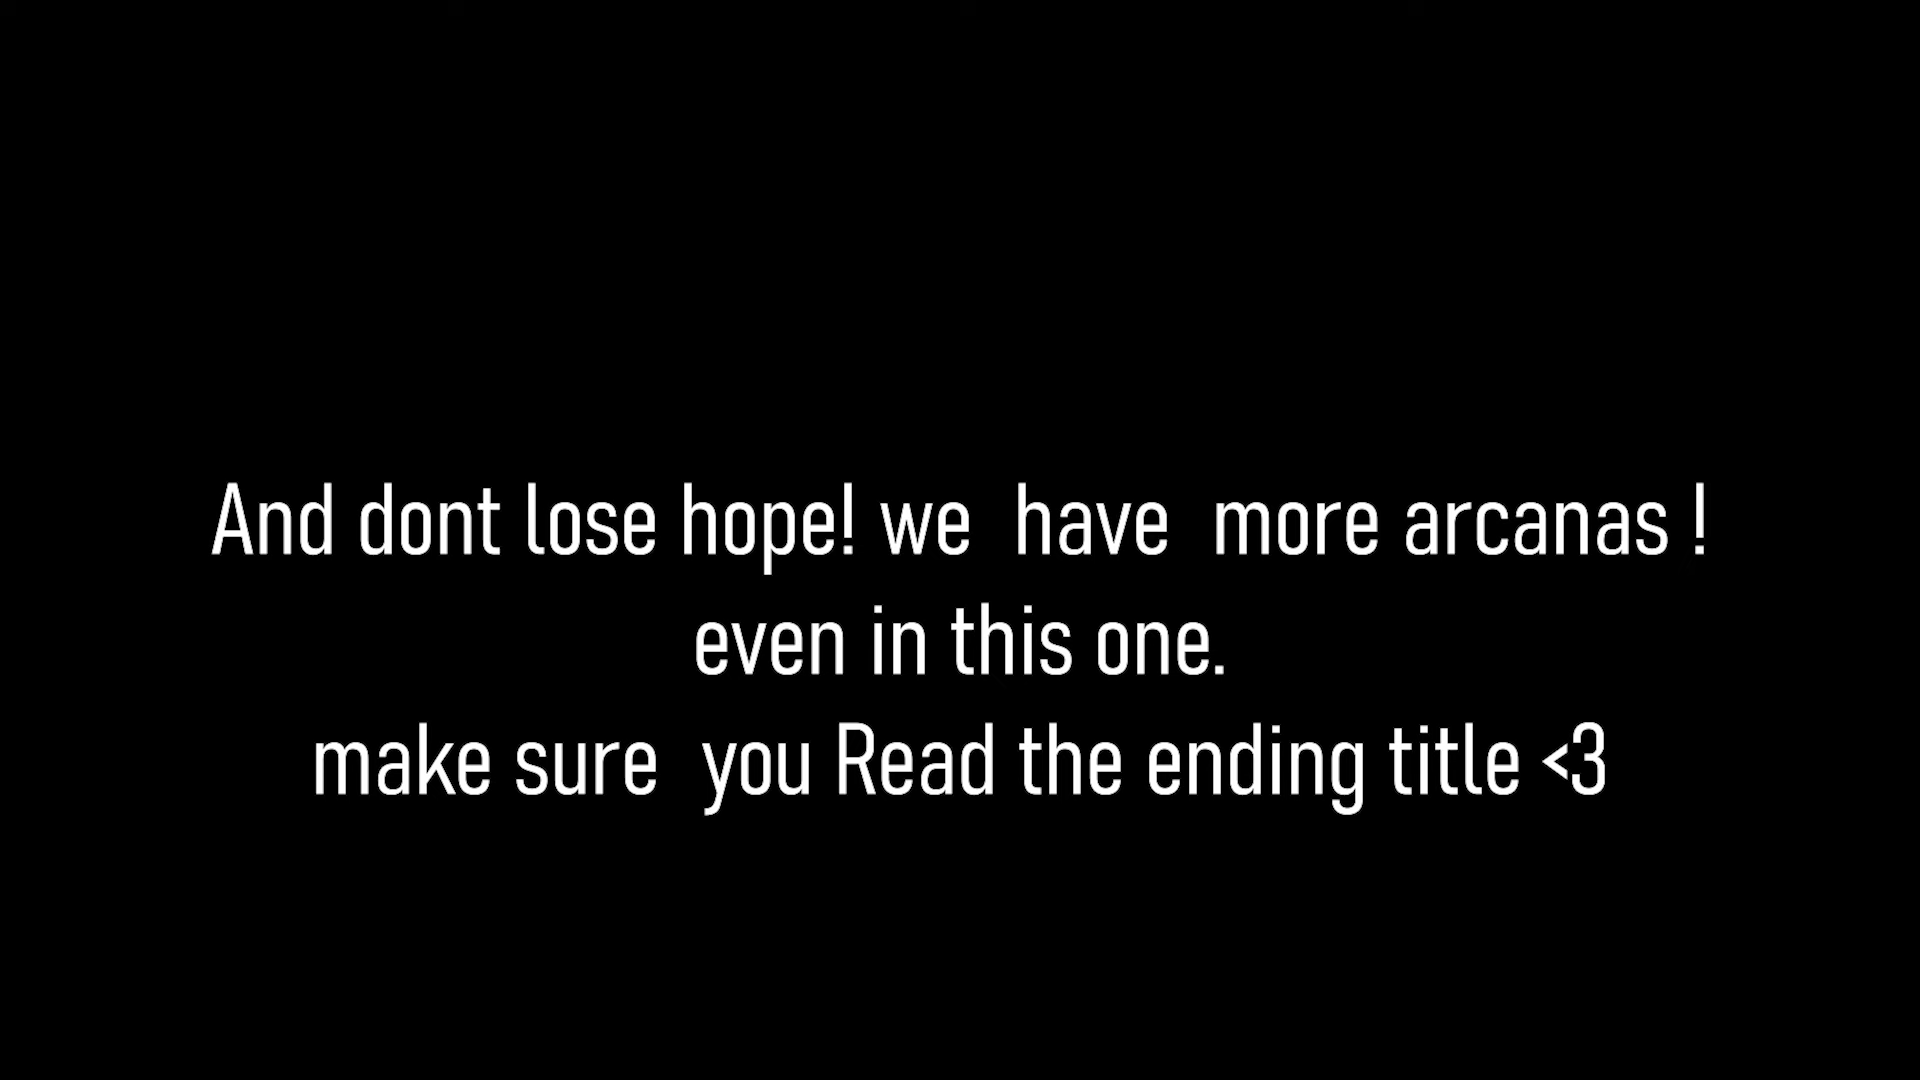 And dont lose hope! we  have  more arcanas !
even in this one.
make sure  you Read the ending title <3